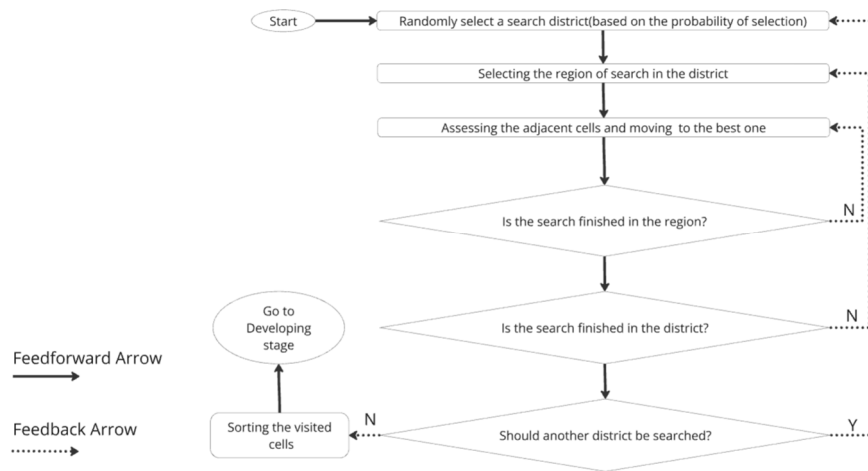 Start
Randomly select a search district(based on the probability of selection)
Selecting the region of search in the district
Assessing the adjacent cells and moving to the best one
Is the search finished in the region?
N
Is the search finished in the district?
N
Go to
Developing
stage
Feedforward Arrow
Feedback Arrow
Sorting the visited
cells
N
Should another district be searched?
Y